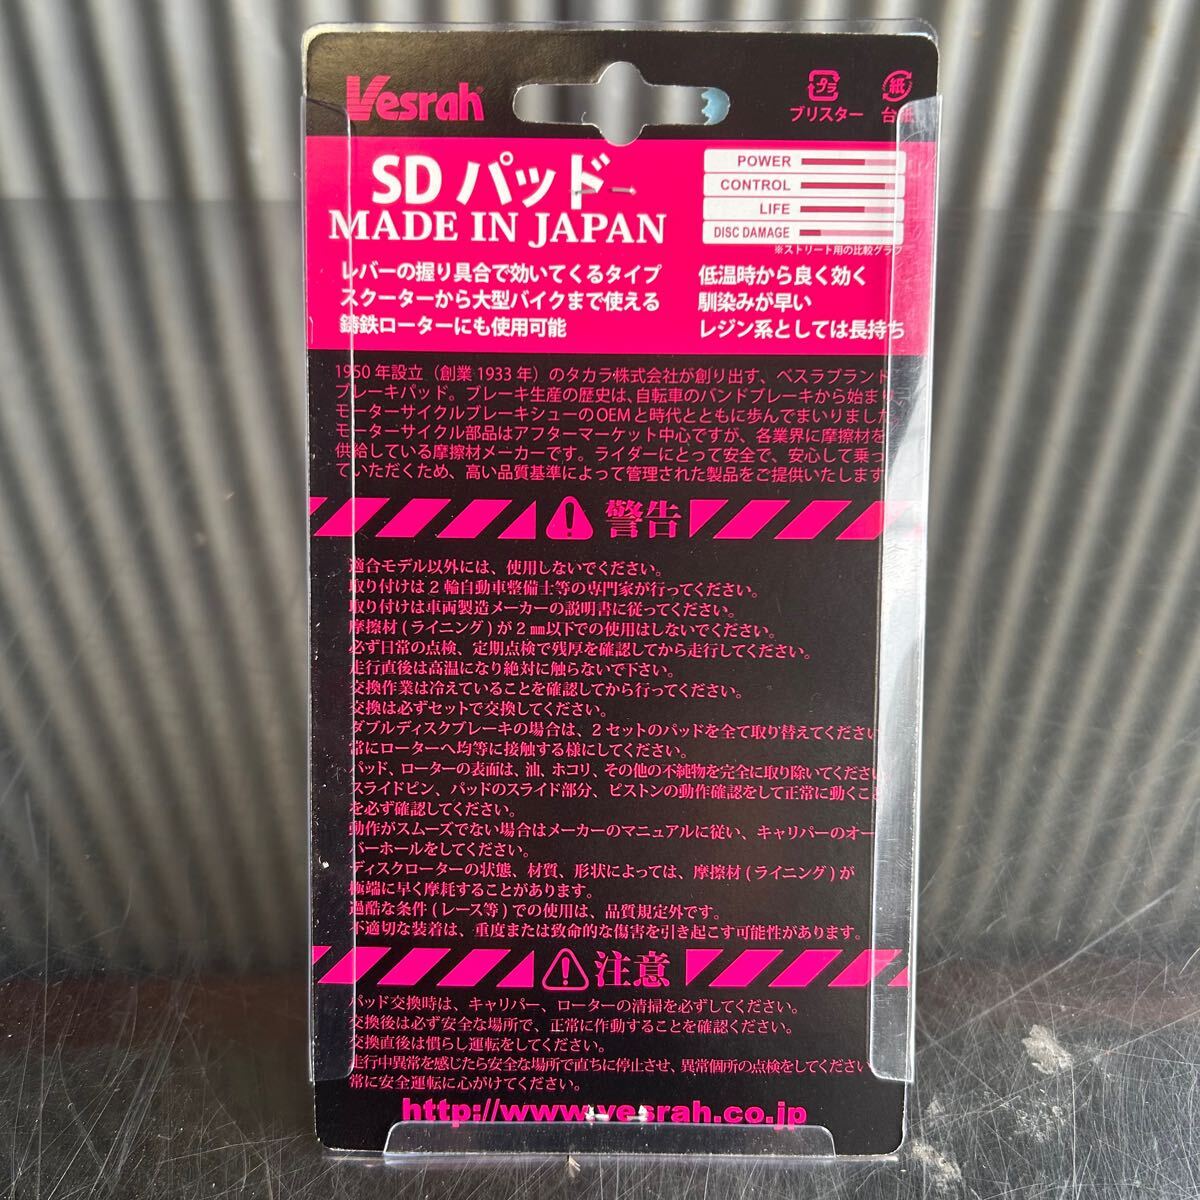 Vesrah
プラ
ブリスター
紙
台紙
SD パッド
MADE IN JAPAN
POWER
CONTROL
LIFE
DISC DAMAGE
※ストリート用の比較グラフ
レバーの握り具合で効いてくるタイプ
スクーターから大型バイクまで使える
鋳鉄ローターにも使用可能
低温時から良く効く
馴染みが早い
レジン系としては長持ち
1950 年設立（創業 1933 年）のタカラ株式会社が創り出す、ベスラブランド
ブレーキパッド。ブレーキ生産の歴史は、自転車のバンドブレーキから始まり、
モーターサイクルブレーキシューのOEMと時代とともに歩んでまいりました。
モーターサイクル部品はアフターマーケット中心ですが、各業界に摩擦材を
供給している摩擦材メーカーです。ライダーにとって安全で、安心して乗っ
ていただくため、高い品質基準によって管理された製品をご提供いたします
警告
適合モデル以外には、使用しないでください。
取り付けは 2 輪自動車整備士等の専門家が行ってください。
取り付けは車両製造メーカーの説明書に従ってください。
摩擦材 ( ライニング ) が 2 ㎜以下での使用はしないでください。
必ず日常の点検、定期点検で残厚を確認してから走行してください。
走行直後は高温になり絶対に触らないで下さい。
交換作業は冷えていることを確認してから行ってください。
交換は必ずセットで交換してください。
ダブルディスクブレーキの場合は、2 セットのパッドを全て取り替えてください
常にローターへ均等に接触する様にしてください。
パッド、ローターの表面は、油、ホコリ、その他の不純物を完全に取り除いてください。
スライドピン、パッドのスライド部分、ピストンの動作確認をして正常に動くこと
を必ず確認してください。
動作がスムーズでない場合はメーカーのマニュアルに従い、キャリパーのオー
バーホールをしてください。
ディスクローターの状態、材質、形状によっては、摩擦材 ( ライニング ) が
極端に早く摩耗することがあります。
過酷な条件 ( レース等 ) での使用は、品質規定外です。
不適切な装着は、重度または致命的な傷害を引き起こす可能性があります。
注意
パッド交換時は、キャリパー、ローターの清掃を必ずしてください。
交換後は必ず安全な場所で、正常に作動することを確認ください。
交換直後は慣らし運転をしてください。
走行中異常を感じたら安全な場所で直ちに停止させ、異常個所の点検をしてください
常に安全運転に心がけてください。
http://www.vesrah.co.jp